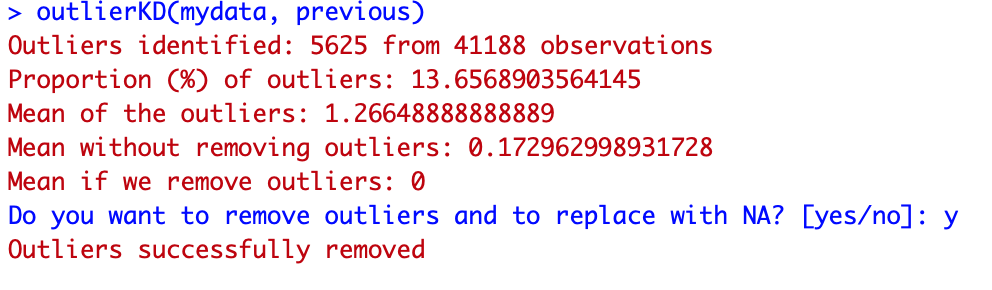 > outlierKD(mydata, previous)
Outliers identified: 5625 from 41188 observations
Proportion (%) of outliers: 13.6568903564145
Mean of the outliers: 1.26648888888889
Mean without removing outliers: 0.172962998931728
Mean if we remove outliers: 0
Do you want to remove outliers and to replace with NA? [yes/no]: y
Outliers successfully removed